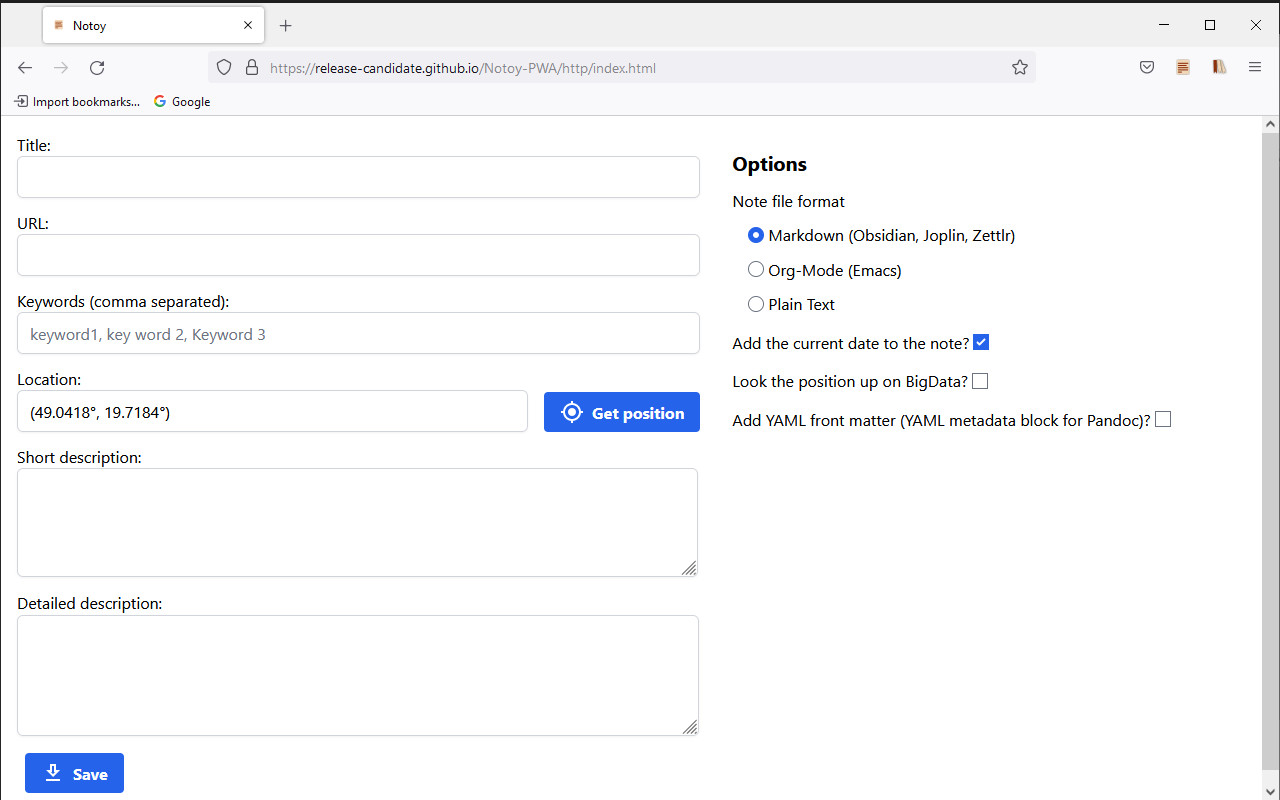 Notoy
https://release-candidate.github.io/Notoy-PWA/http/index.html
Import bookmarks...
Google
Title:
URL:
Keywords (comma separated):
keyword1, key word 2, Keyword 3
Location:
(49.0418°, 19.7184°)
Get position
Short description:
Detailed description:
Save
Options
Note file format
Markdown (Obsidian, Joplin, Zettlr)
Org-Mode (Emacs)
Plain Text
Add the current date to the note?
Look the position up on BigData?
Add YAML front matter (YAML metadata block for Pandoc)?